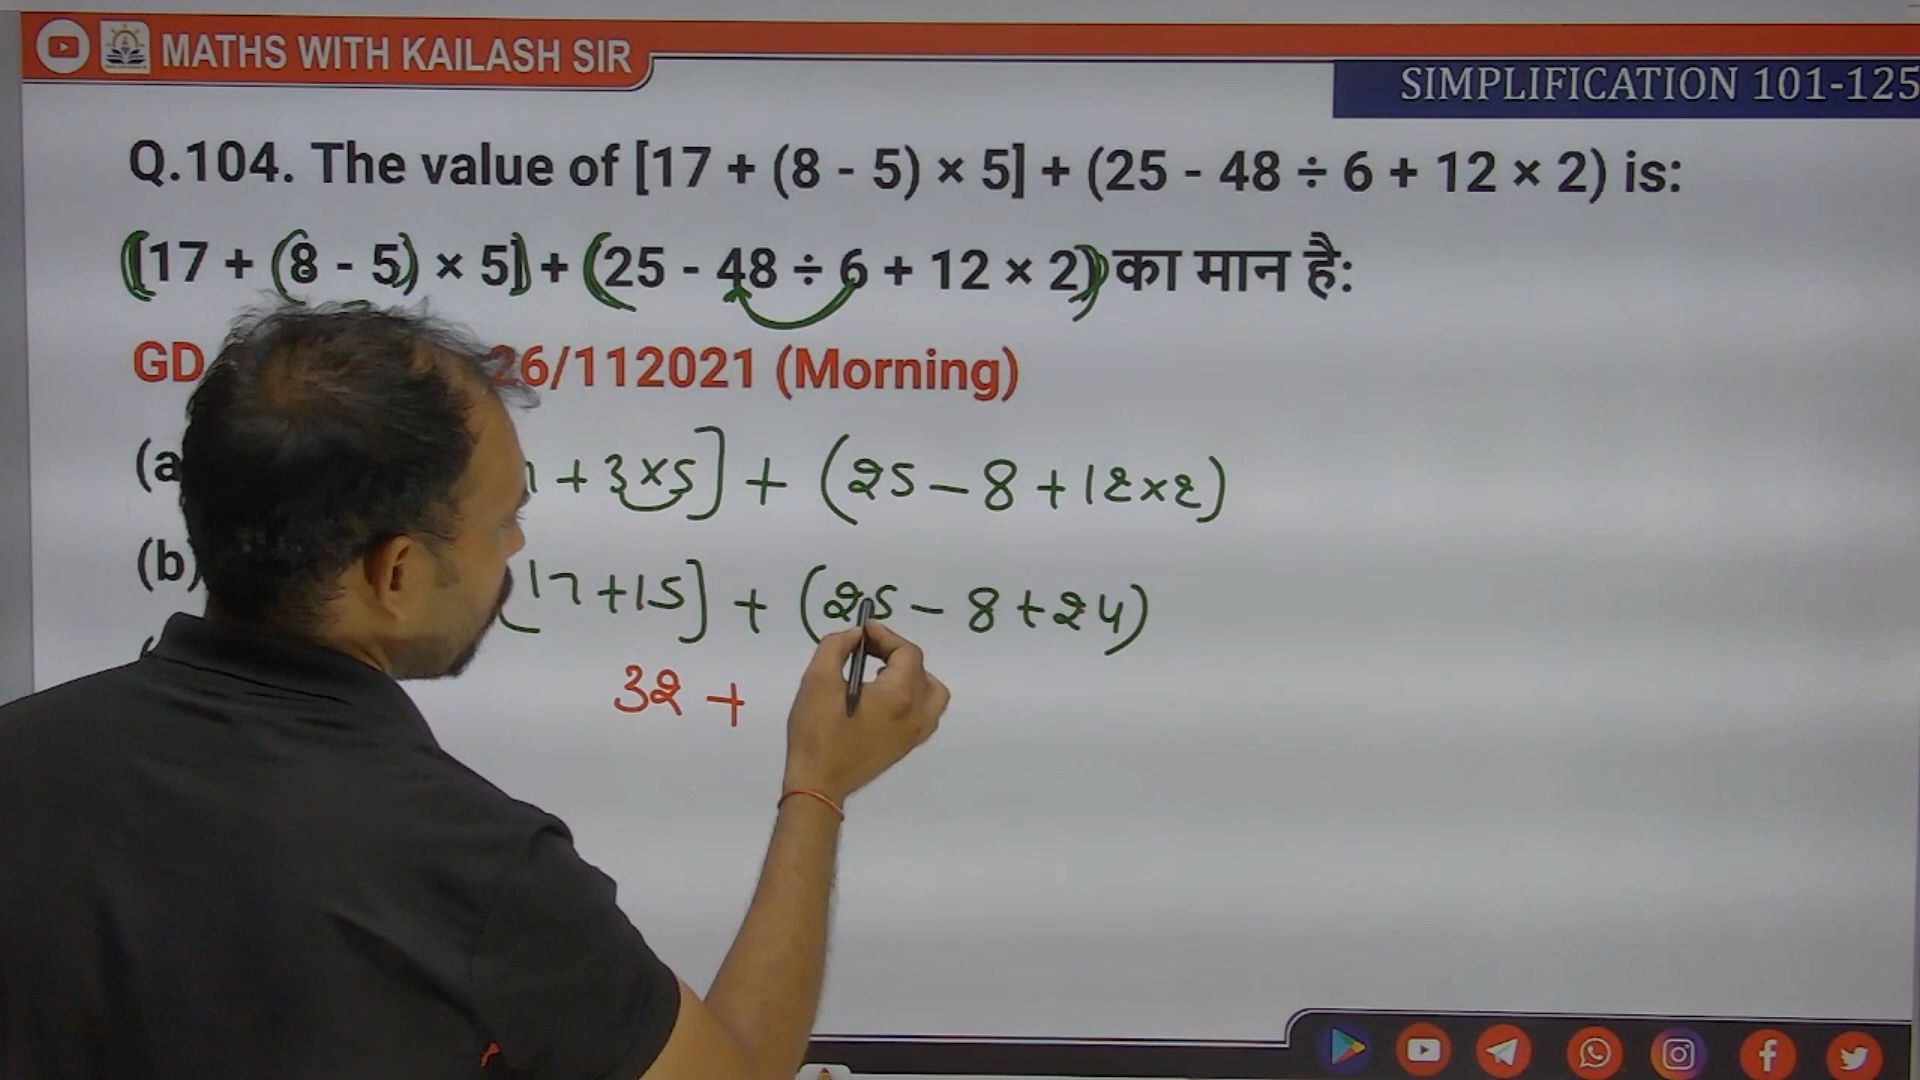 MATHS WITH KAILASH SIR
SIMPLIFICATION 101-125
Q.104. The value of [17 + (8 - 5) × 5] + (25 - 48 ÷ 6 + 12 × 2) is:
[17 + (8 - 5) × 5] + (25 - 48 ÷ 6 + 12 × 2) का मान है:
GD 26/112021 (Morning)
(a + 3×5] + (25 - 8 + 12×2)
(b) [17+15] + (25 - 8 + 24)
32 +